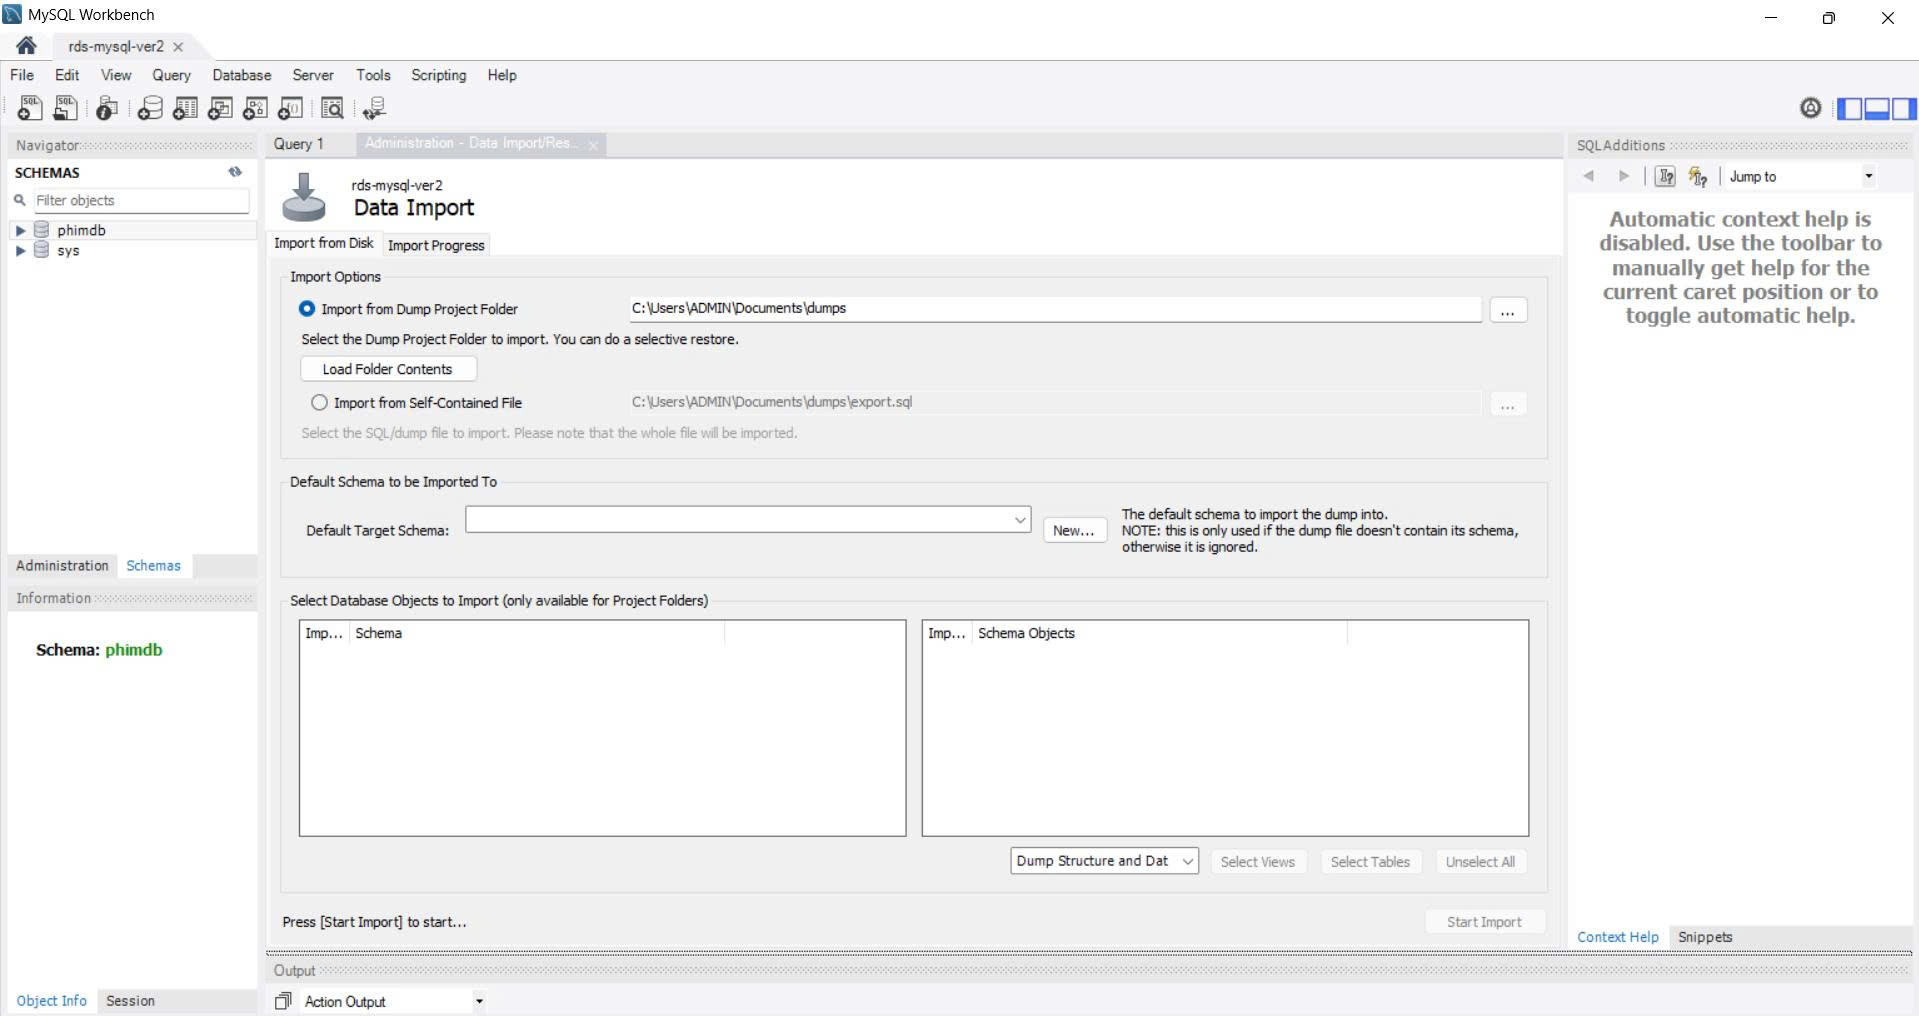 MySQL Workbench
rds-mysql-ver2
File Edit View Query Database Server Tools Scripting Help
Navigator
SCHEMAS
Filter objects
phimdb
sys
Administration Schemas
Information
Schema: phimdb
Object Info Session
Query 1 Administration - Data Import/Res...
rds-mysql-ver2
Data Import
Import from Disk Import Progress
Import Options
Import from Dump Project Folder C:\Users\ADMIN\Documents\dumps ...
Select the Dump Project Folder to import. You can do a selective restore.
Load Folder Contents
Import from Self-Contained File C:\Users\ADMIN\Documents\dumps\export.sql ...
Select the SQL/dump file to import. Please note that the whole file will be imported.
Default Schema to be Imported To
Default Target Schema: New...
The default schema to import the dump into.
NOTE: this is only used if the dump file doesn't contain its schema,
otherwise it is ignored.
Select Database Objects to Import (only available for Project Folders)
Imp... Schema
Imp... Schema Objects
Dump Structure and Dat Select Views Select Tables Unselect All
Press [Start Import] to start...
Start Import
Output
Action Output
SQLAdditions
Jump to
Automatic context help is
disabled. Use the toolbar to
manually get help for the
current caret position or to
toggle automatic help.
Context Help Snippets